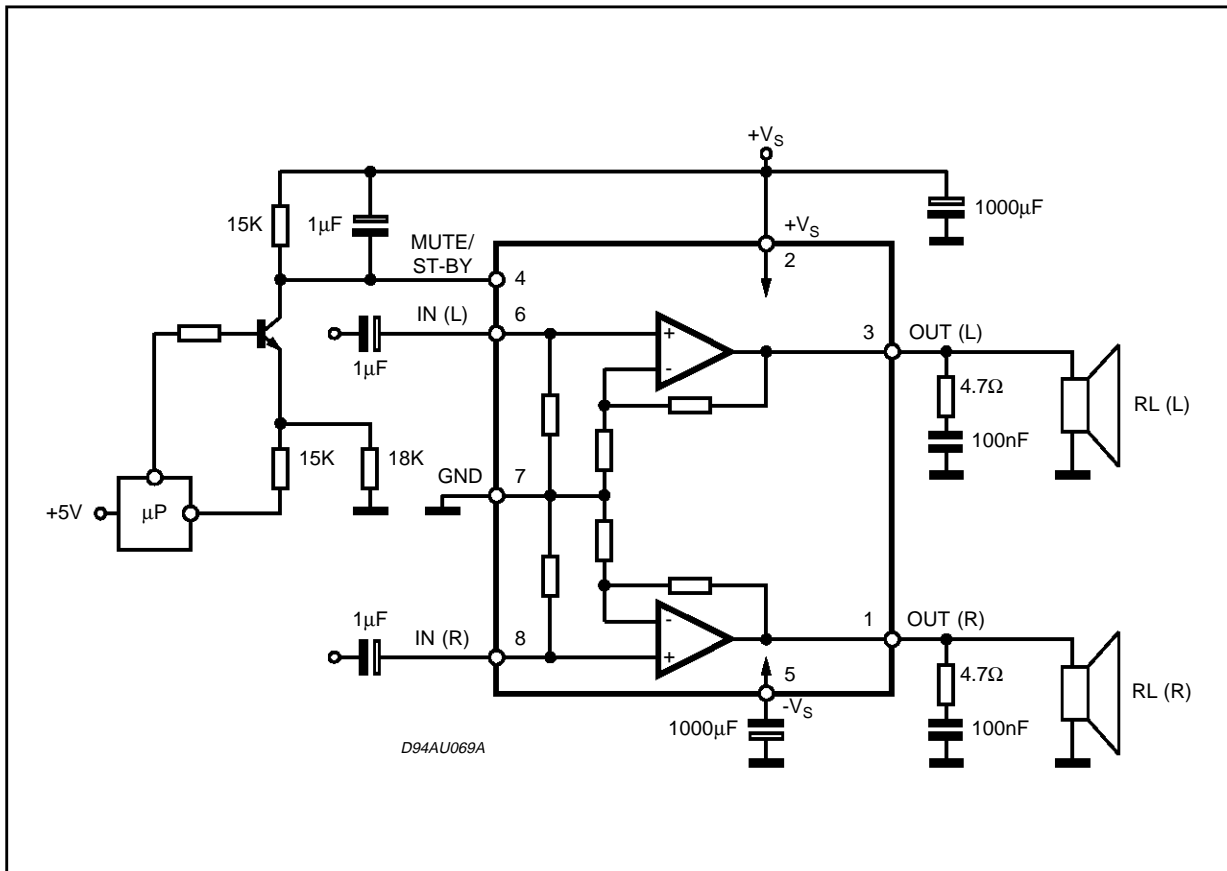 +VS
1000µF
15K
1µF
+VS
2
MUTE/
ST-BY
4
IN (L)
6
1µF
+
-
3
OUT (L)
4.7Ω
100nF
RL (L)
15K
18K
GND
7
+5V
µP
1µF
IN (R)
8
-
+
1
OUT (R)
4.7Ω
100nF
RL (R)
5
-VS
1000µF
D94AU069A